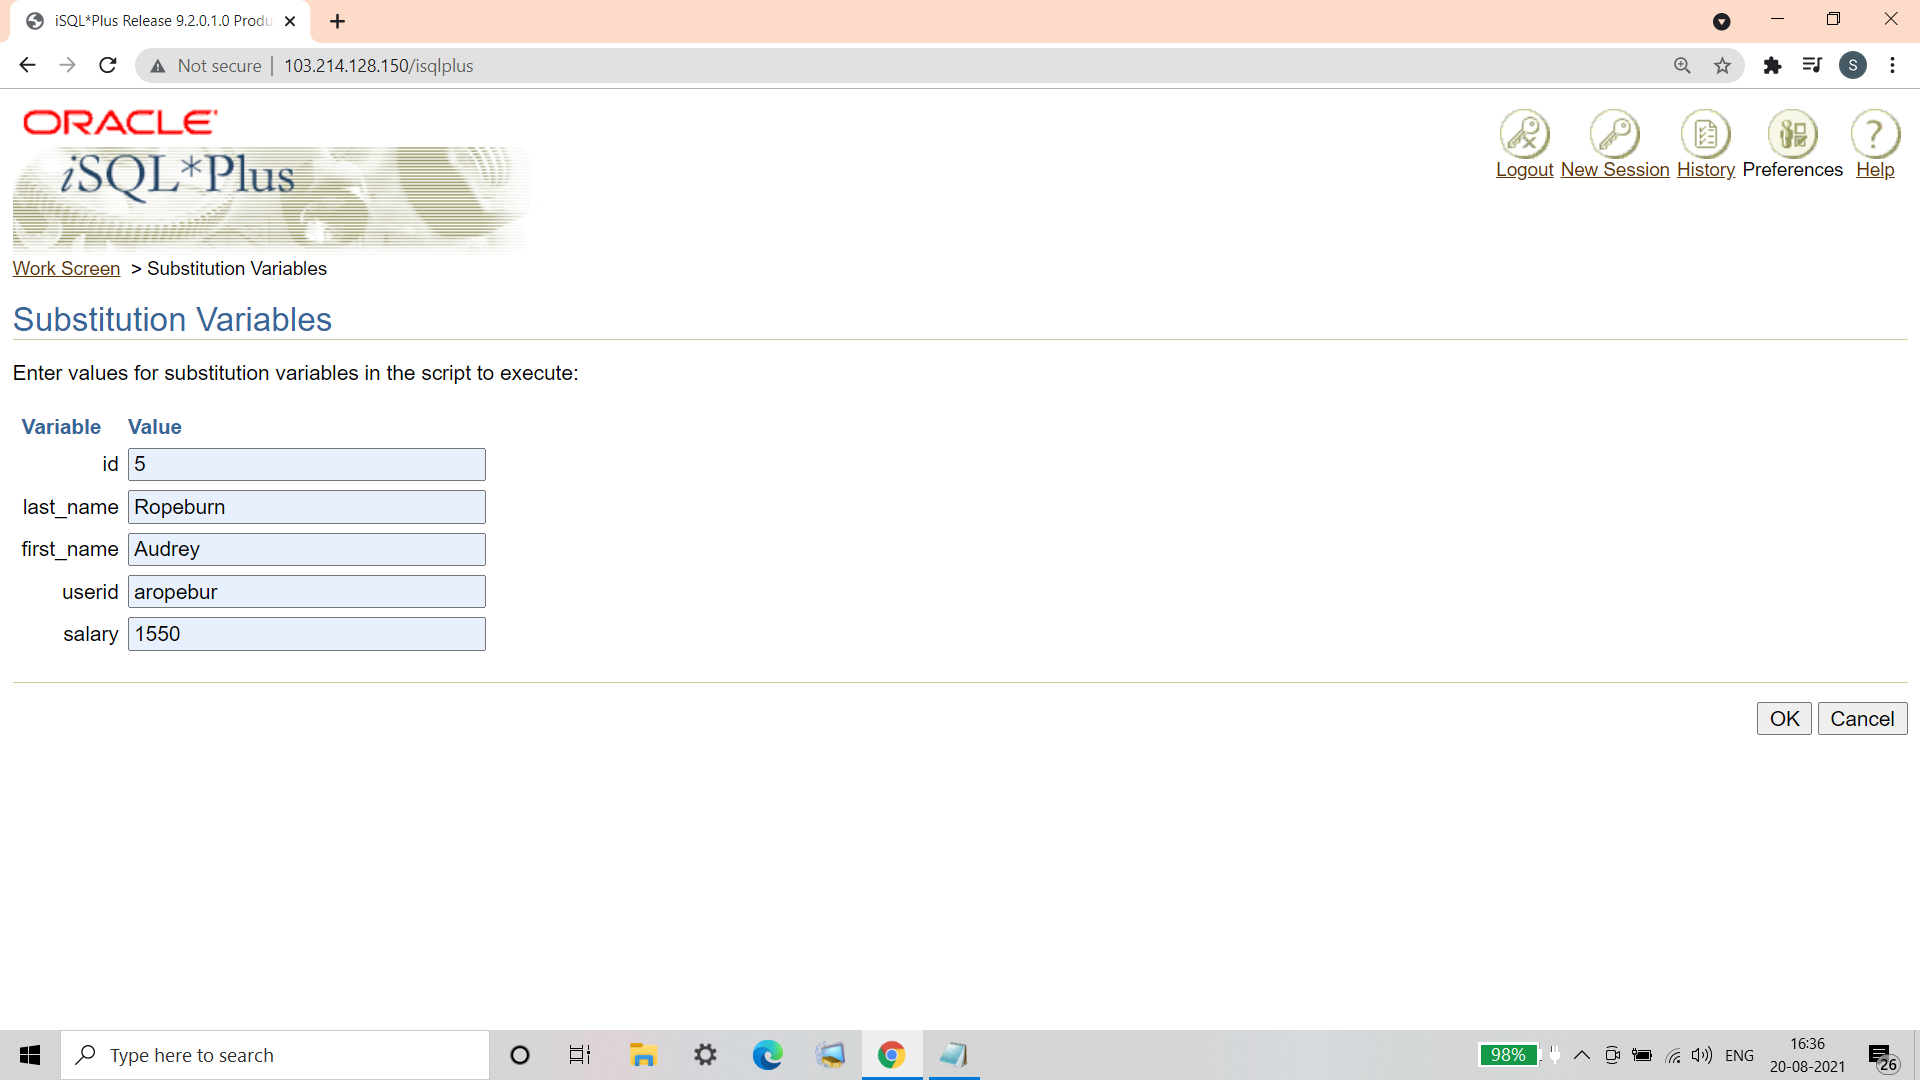 iSQL*Plus Release 9.2.0.1.0 Produ
Not secure | 103.214.128.150/isqlplus
S
ORACLE
iSQL*Plus
Logout New Session History Preferences Help
Work Screen > Substitution Variables
Substitution Variables
Enter values for substitution variables in the script to execute:
Variable Value
id 5
last_name Ropeburn
first_name Audrey
userid aropebur
salary 1550
OK Cancel
Type here to search
98%
ENG
16:36
20-08-2021
26